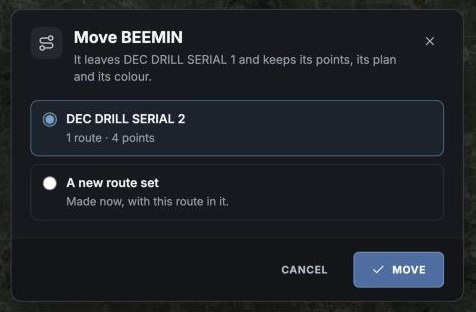 Move BEEMIN
It leaves DEC DRILL SERIAL 1 and keeps its points, its plan
and its colour.
DEC DRILL SERIAL 2
1 route · 4 points
A new route set
Made now, with this route in it.
CANCEL
MOVE